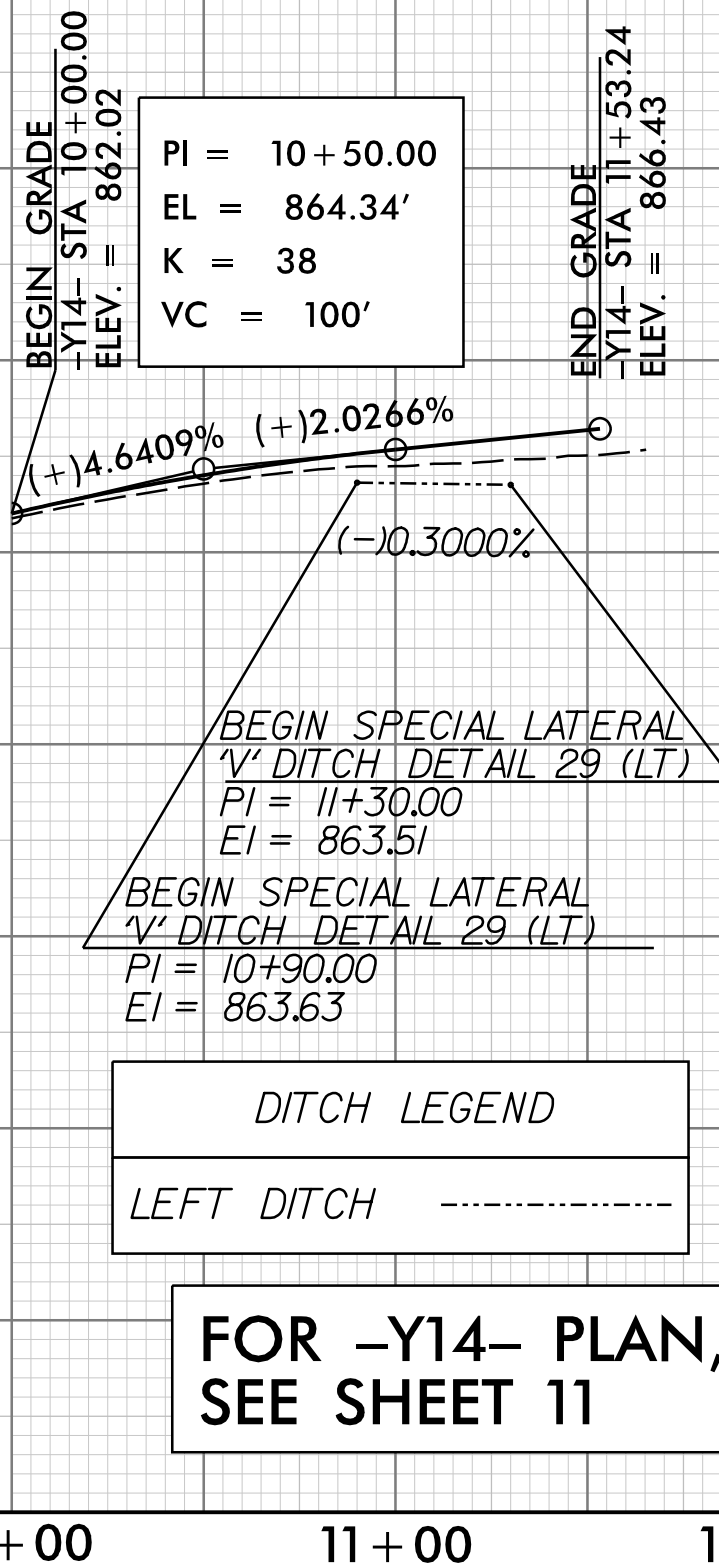 BEGIN GRADE
-Y14- STA 10+00.00
ELEV. = 862.02
PI = 10+50.00
EL = 864.34'
K = 38
VC = 100'
END GRADE
-Y14- STA 11+53.24
ELEV. = 866.43
(+)4.6409%
(+)2.0266%
(-)0.3000%
BEGIN SPECIAL LATERAL
'V' DITCH DETAIL 29 (LT)
PI = 11+30.00
El = 863.51
BEGIN SPECIAL LATERAL
'V' DITCH DETAIL 29 (LT)
PI = 10+90.00
El = 863.63
DITCH LEGEND
LEFT DITCH
FOR -Y14- PLAN,
SEE SHEET 11
+00
11+00
1